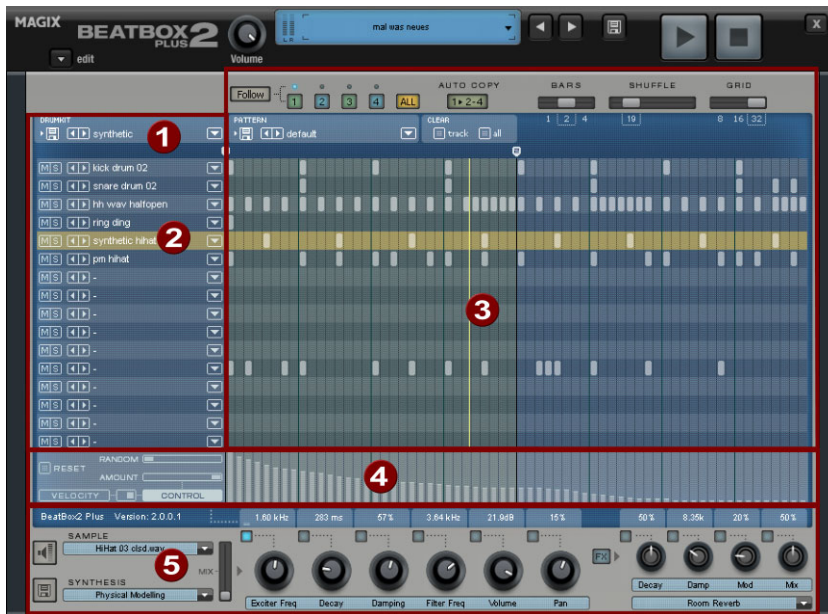 MAGIX
BEATBOX 2
PLUS
edit
Volume
mal was neues
X
Follow
1 2 3 4 ALL
AUTO COPY
1▸2-4
BARS
1 2 4
SHUFFLE
19
GRID
8 16 32
DRUMKIT
synthetic
PATTERN
default
CLEAR
track all
1
M S kick drum 02
M S snare drum 02
M S hh wav halfopen
M S ring ding
M S synthetic hihat
2
M S pm hihat
M S -
M S -
M S -
M S -
M S -
M S -
M S -
M S -
M S -
M S -
3
RESET
RANDOM
AMOUNT
VELOCITY CONTROL
4
BeatBox2 Plus Version: 2.0.0.1
1.60 kHz 283 ms 57% 3.64 kHz 21.9dB 15% 50% 8.35k 20% 50%
SAMPLE
HiHat 03 clsd.wav
5
MIX
SYNTHESIS
Physical Modelling
FX
Exciter Freq Decay Damping Filter Freq Volume Pan
Decay Damp Mod Mix
Room Reverb